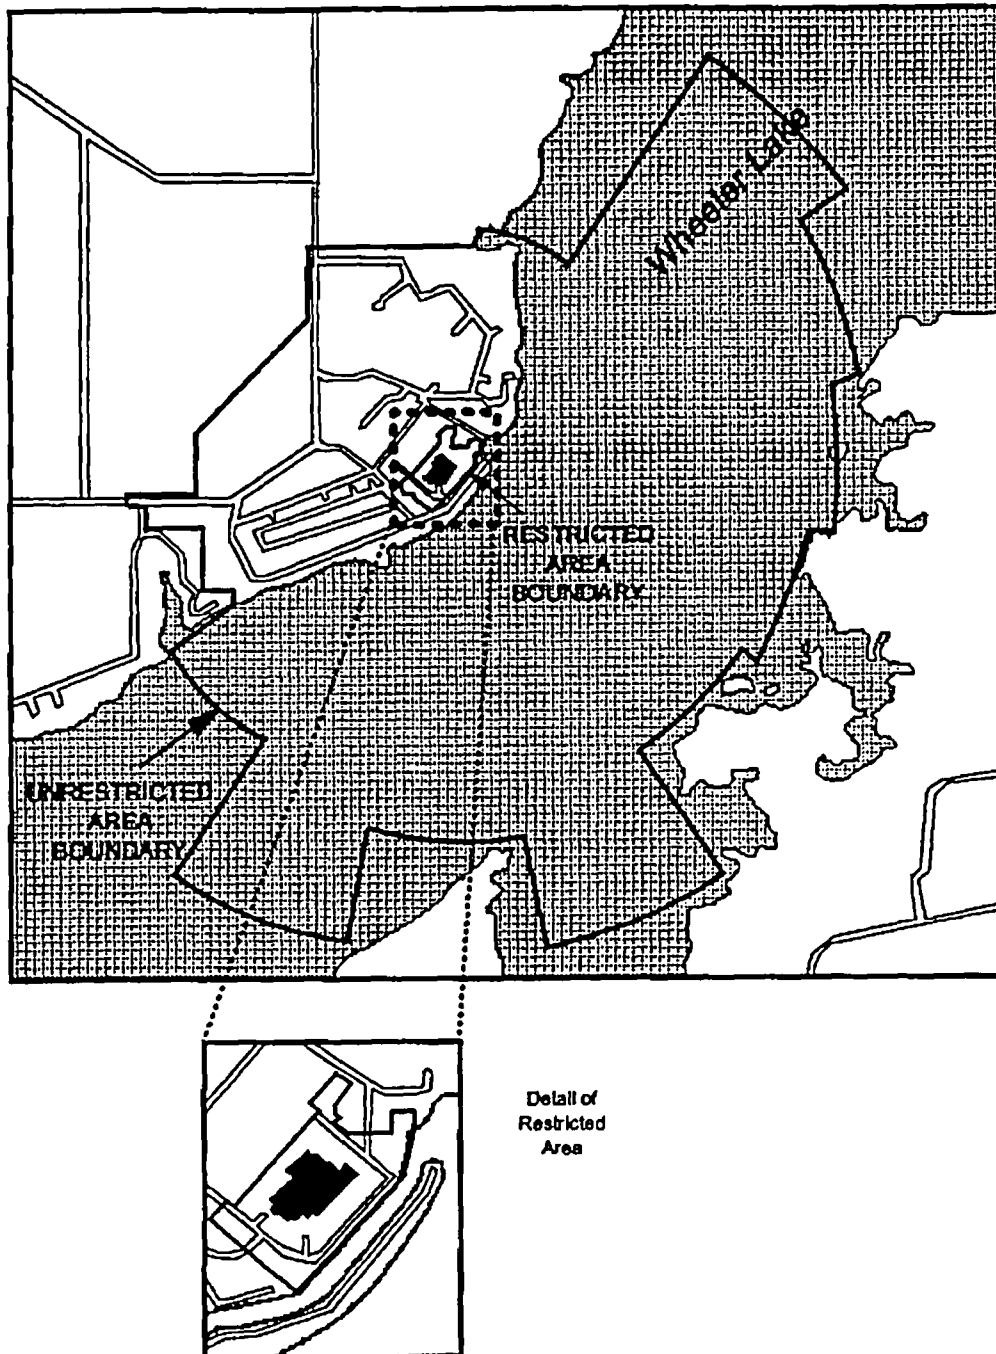 Wheeler Lake
RESTRICTED
AREA
BOUNDARY
UNRESTRICTED
AREA
BOUNDARY
Detail of
Restricted
Area